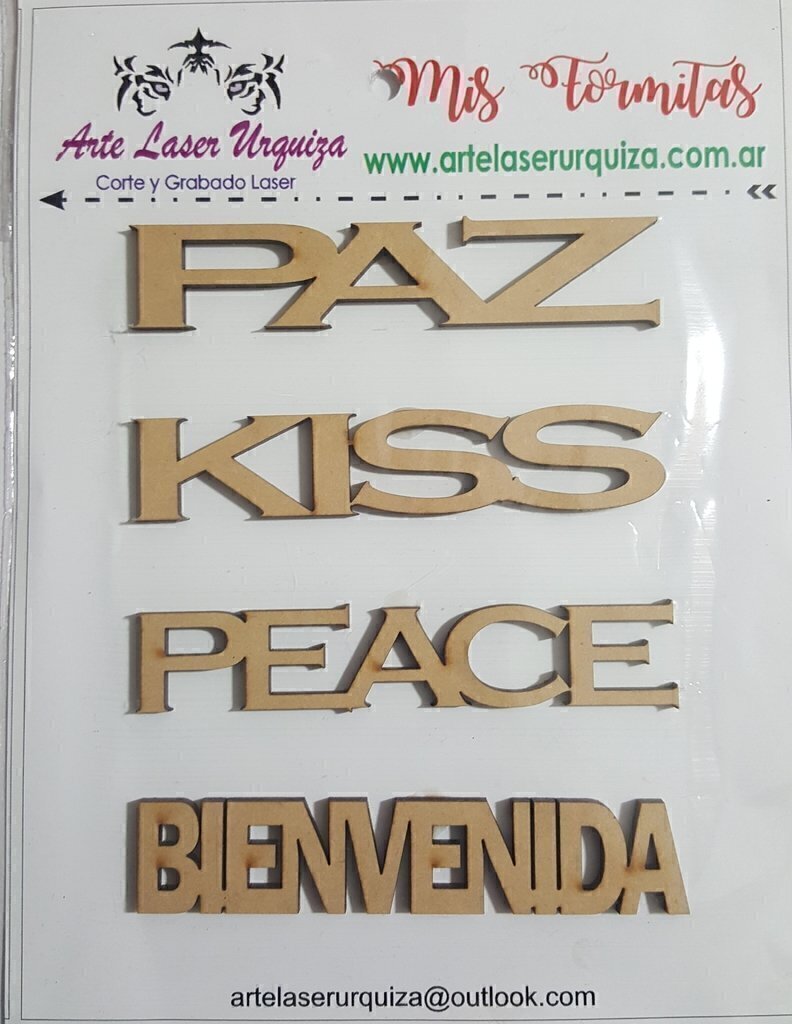 Arte Laser Urquiza
Corte y Grabado Laser
Mis Formitas
www.artelaserurquiza.com.ar
PAZ
KISS
PEACE
BIENVENIDA
artelaserurquiza@outlook.com